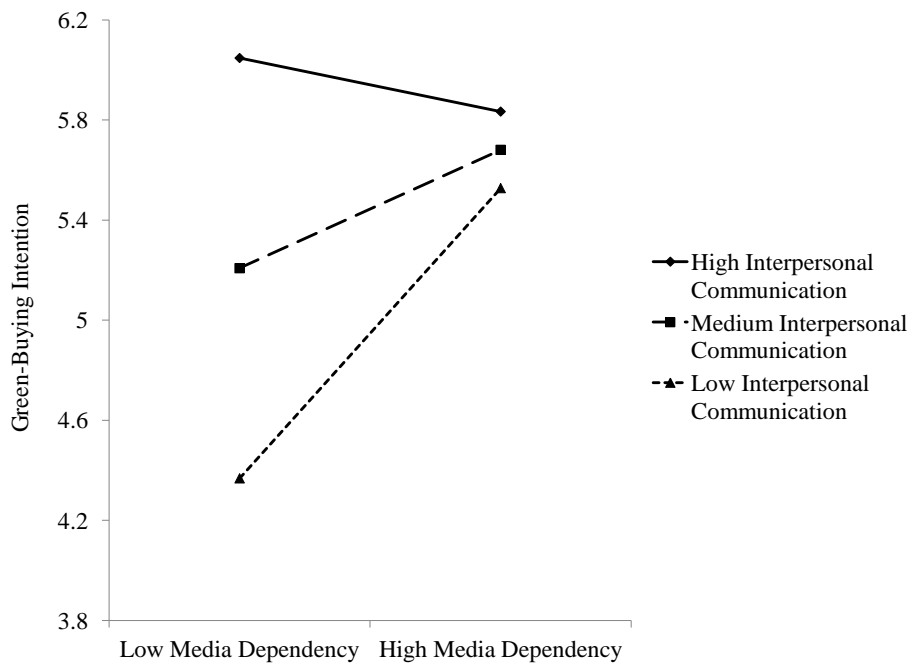 6.2
5.8
5.4
5
4.6
4.2
3.8
Green-Buying Intention
Low Media Dependency
High Media Dependency
High Interpersonal
Communication
Medium Interpersonal
Communication
Low Interpersonal
Communication